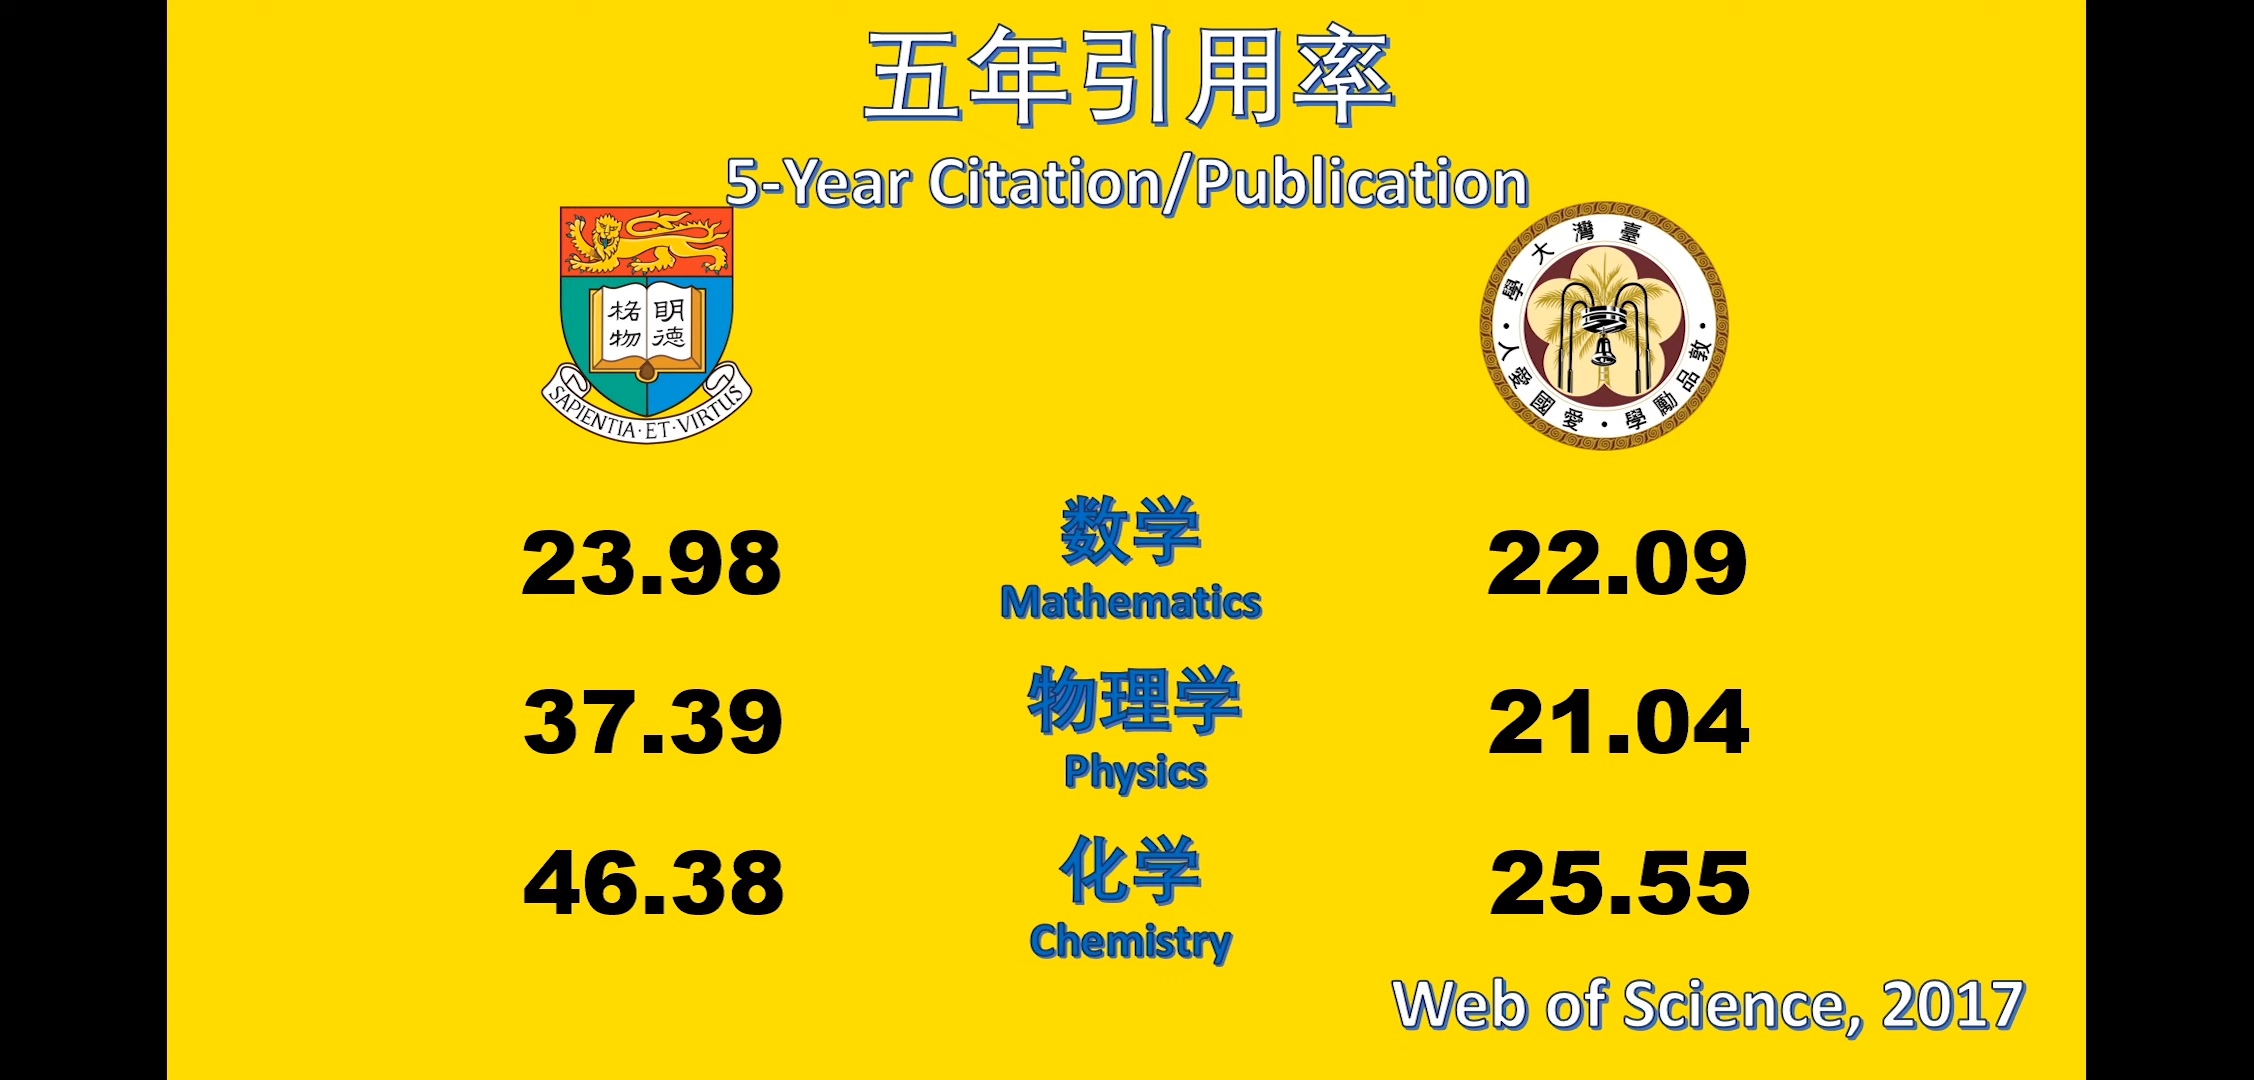 五年引用率
5-Year Citation/Publication
明德
格物
SAPIENTIA·ET·VIRTUS
臺灣大學
敦品勵學·愛國愛人
23.98
数学
Mathematics
22.09
37.39
物理学
Physics
21.04
46.38
化学
Chemistry
25.55
Web of Science, 2017